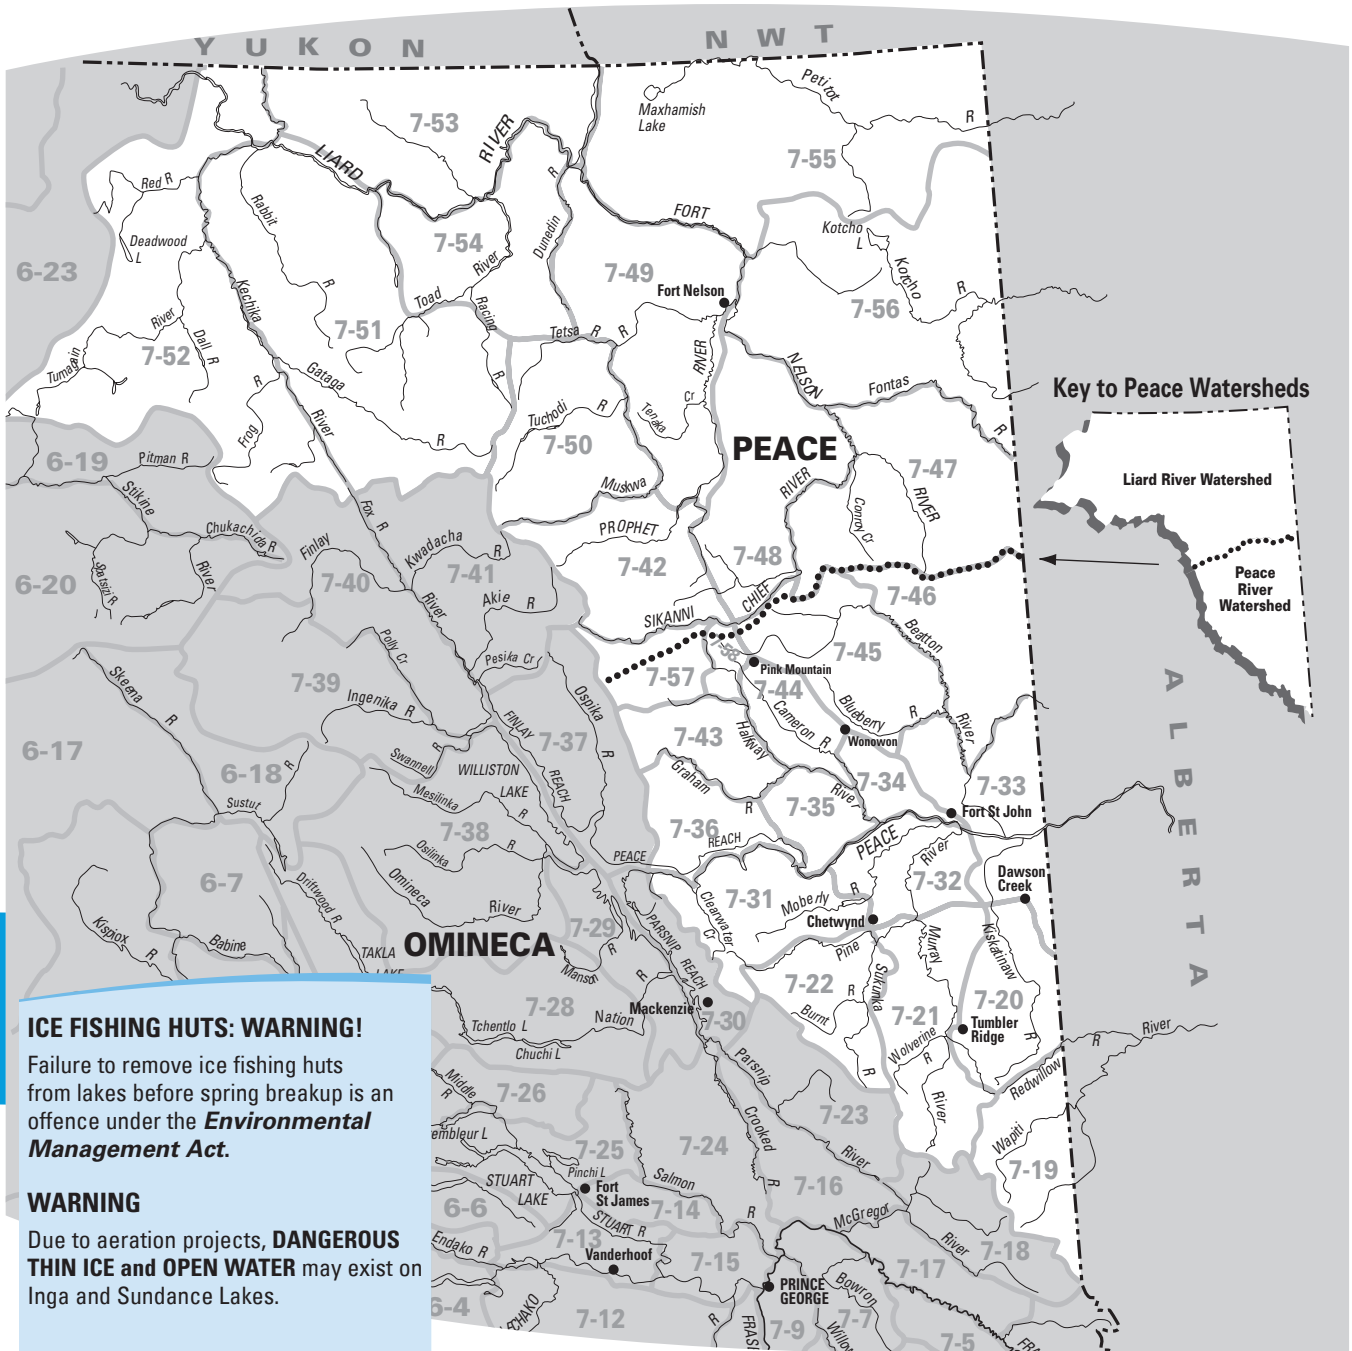 YUKON
NWT
Petitot
R
Maxhamish
Lake
7-53
7-55
LIARD
RIVER
Red R
Rabbit
R
Deadwood
L
6-23
7-54
Dunedin
R
FORT
Kotcho
L
Kotcho
R
River
Toad
Racing
R
7-49
Fort Nelson
7-56
Kechika
7-51
Tetsa R
R
River
Dall R
7-52
Tumagain
Gataga
R
RIVER
NELSON
Fontas
R
Key to Peace Watersheds
Frog
R
River
Tuchodi
R
Tenaka
Cr
7-50
PEACE
7-47
6-19
Pitman R
Liard River Watershed
Stikine
Muskwa
RIVER
RIVER
Conroy Cr
Fox
R
PROPHET
Chukachida R
Finlay
Kwadacha
R
7-48
6-20
Spatsizi R
River
7-40
7-41
7-42
Akie R
River
CHIEF
SIKANNI
7-46
Peace
River
Watershed
Polly Cr
Pesika Cr
Beatton
7-58
7-45
Pink Mountain
Skeena
R
7-39
7-57
7-44
Ingenika R
Ospika
R
Cameron R
Blueberry
R
River
ALBERTA
6-17
FINLAY
REACH
7-37
7-43
Halfway
Wonowon
Swannell
R
WILLISTON
LAKE
6-18
R
Graham
R
7-34
7-33
Mesilinka
R
Sustut
7-35
River
Fort St John
7-38
7-36
REACH
PEACE
Osilinka
R
PEACE
River
6-7
Driftwood R
Omineca
River
7-31
Clearwater
Cr
Moberly
R
7-32
Dawson
Creek
Chetwynd
Kispiox
R
Babine
TAKLA
LAKE
OMINECA
7-29
PARSNIP
REACH
Manson
R
Pine
Murray
R
Kiskatinaw
R
7-22
Sukunka
R
Burnt
R
7-28
Nation
R
Mackenzie
7-30
7-21
7-20
Tumbler
Ridge
Tchentlo L
Chuchi L
Wolverine
R
River
Redwillow
R
River
Parsnip
River
Middle
R
7-26
7-23
Crooked
R
7-25
7-24
Wapiti
7-19
Pinchi L
STUART
LAKE
Fort
St James
Salmon
R
7-16
6-6
7-14
McGregor
River
STUART R
7-13
Endako R
Vanderhoof
7-15
7-18
7-17
PRINCE
GEORGE
Bowron
6-4
7-12
R
7-9
7-7
7-5
ICE FISHING HUTS: WARNING!
Failure to remove ice fishing huts
from lakes before spring breakup is an
offence under the Environmental
Management Act.
WARNING
Due to aeration projects, DANGEROUS
THIN ICE and OPEN WATER may exist on
Inga and Sundance Lakes.